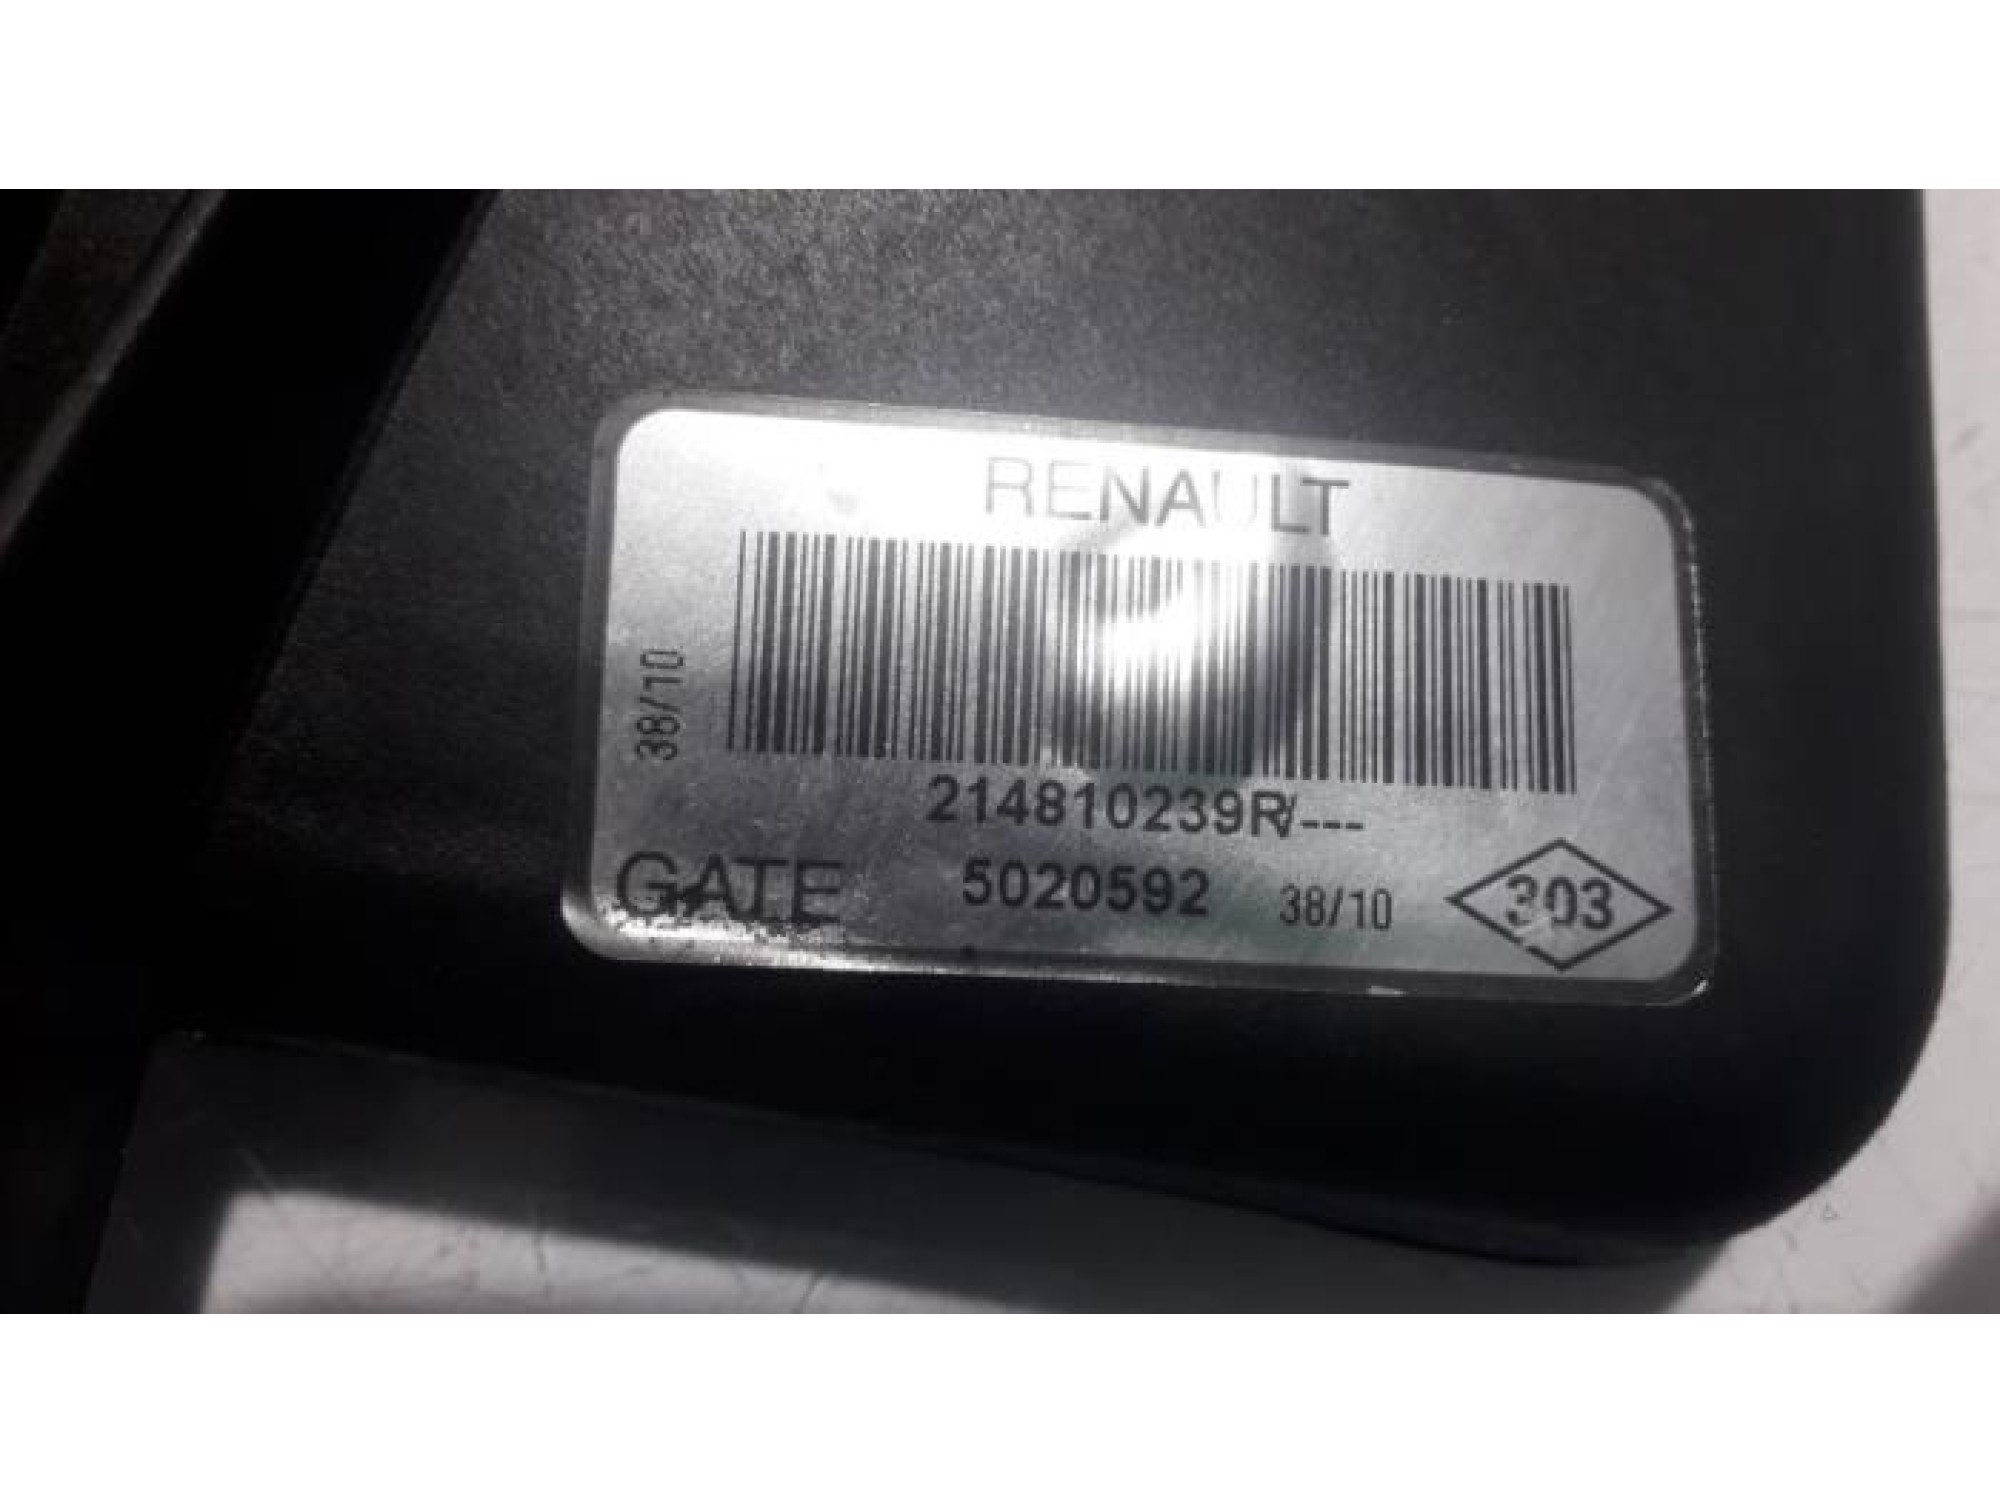 RENAULT
38/10
214810239R/---
GATE 5020592 38/10 303